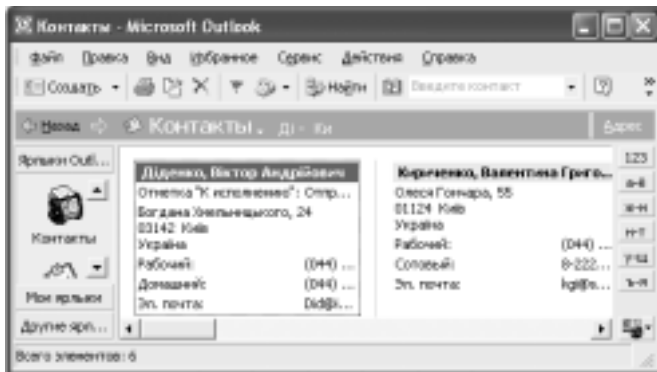 Контакты - Microsoft Outlook
Файл Правка Вид Избранное Сервис Действия Справка
Создать Найти Введите контакт
Назад Контакты. Ді - Ки Адрес
Ярлыки Outl...
Контакты
Мои ярлыки
Другие ярл...
Діденко, Віктор Андрійович
Отметка "К исполнению": Отпр...
Богдана Хмельницького, 24
03142 Київ
Україна
Рабочий: (044) ...
Домашний: (044) ...
Эл. почта: Did@i...
Кириченко, Валентина Григо...
Олеся Гончара, 55
01124 Київ
Україна
Рабочий: (044) ...
Сотовый: 8-222...
Эл. почта:
123
ж-н
у-щ
Всего элементов: 6